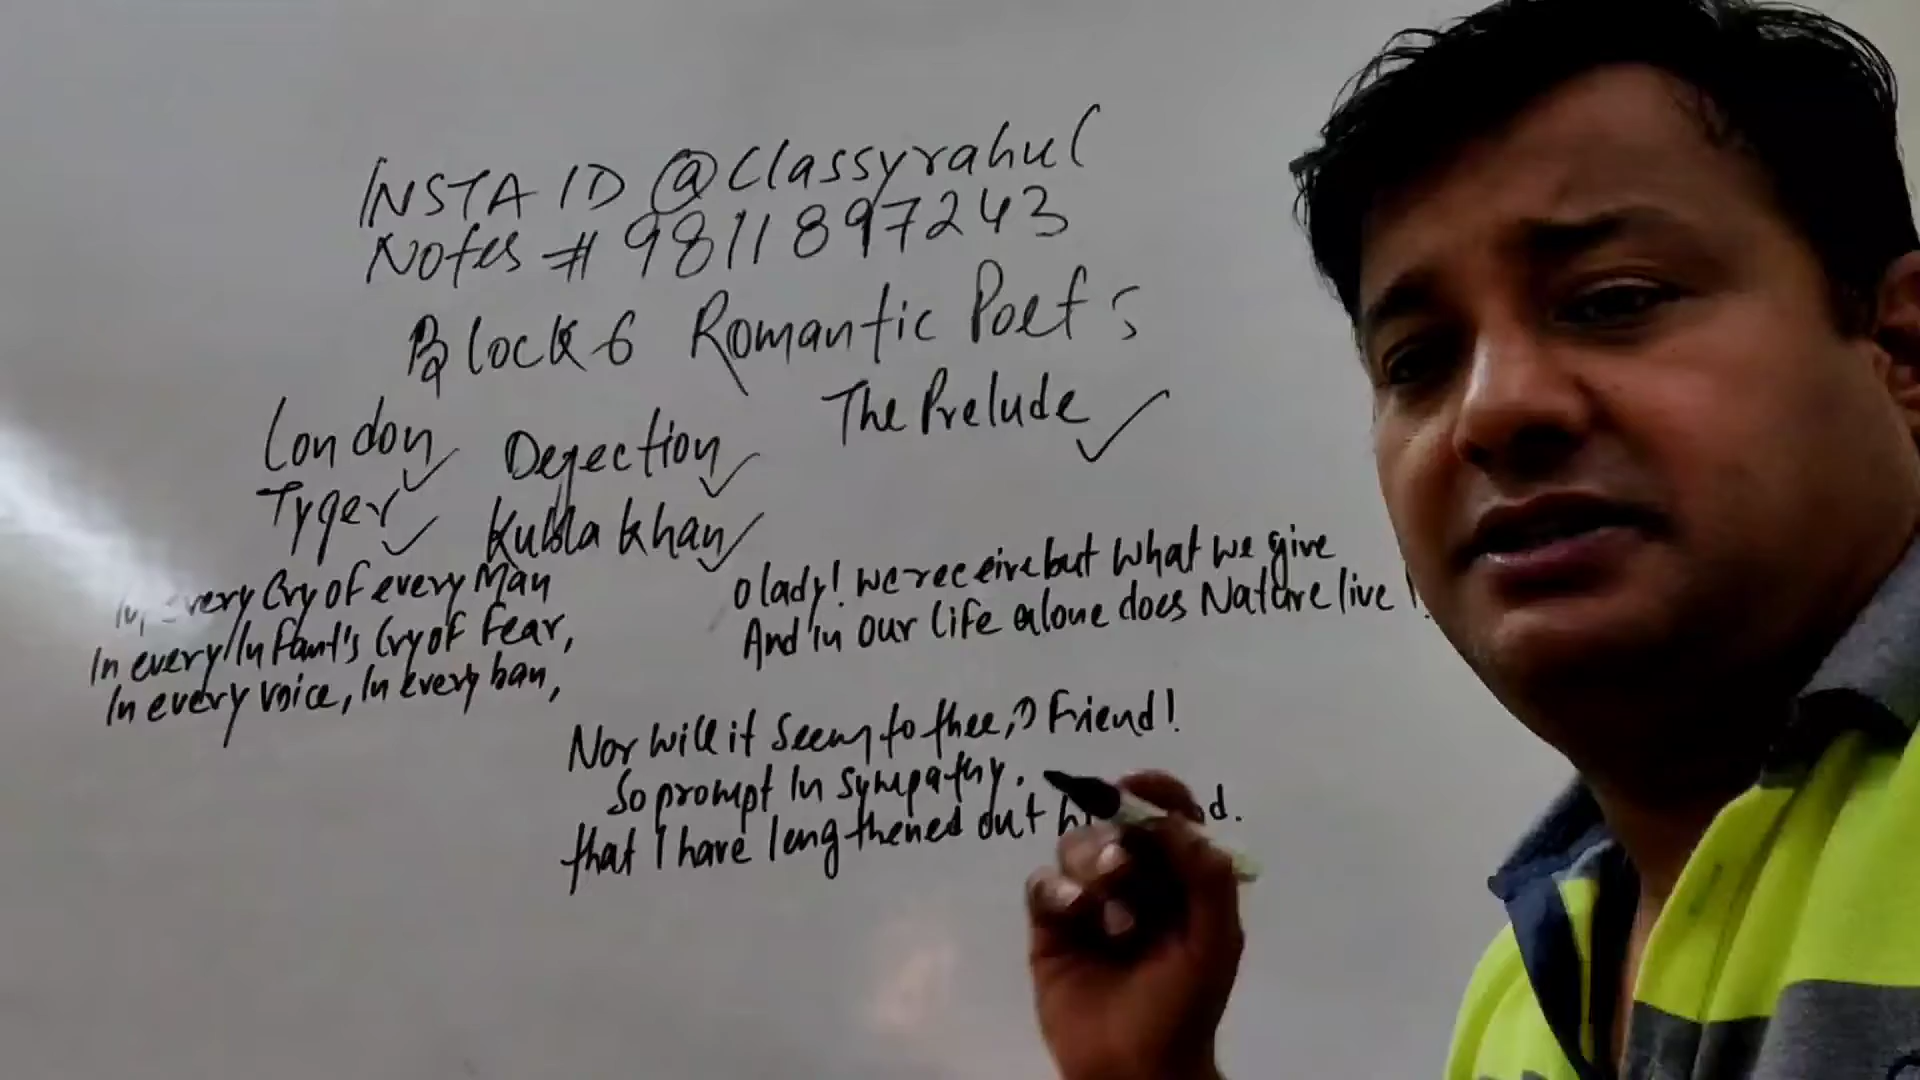 INSTA ID @Classyrahul
Notes # 9811897243
Block 6 Romantic Poets
London Dejection The Prelude
Tyger Kubla Khan
In every Cry of every Man
In every Infant's Cry of Fear,
In every voice, In every ban,
O lady! we receive but what we give
And in our life alone does Nature live !
Nor will it seem to thee, O Friend!
So prompt In sympathy.
that I have lengthened out